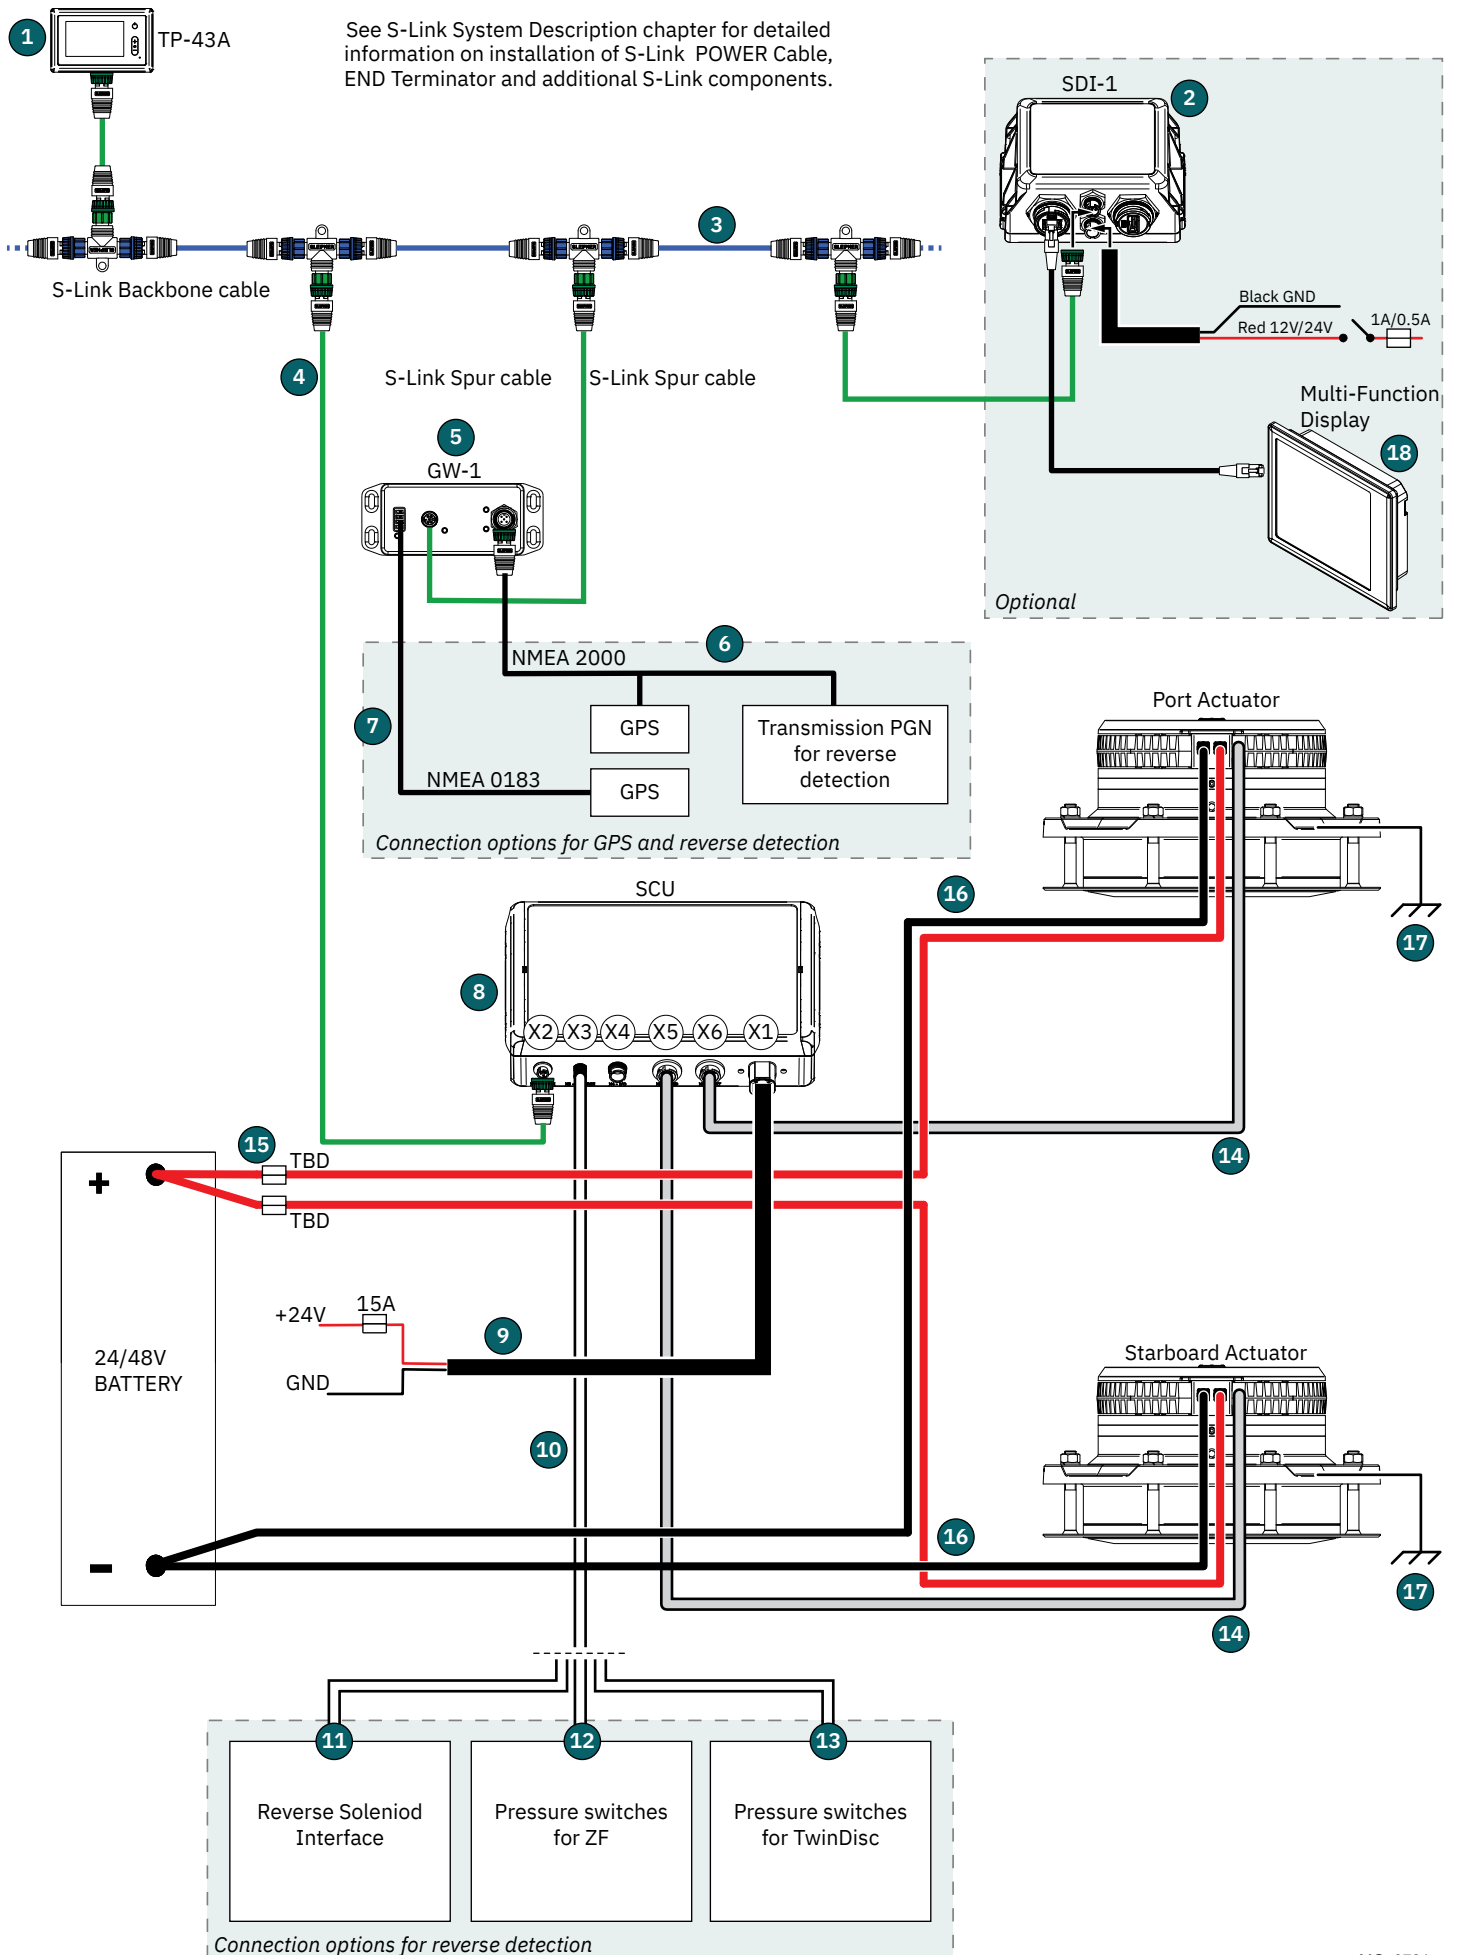 1
TP-43A
See S-Link System Description chapter for detailed
information on installation of S-Link POWER Cable,
END Terminator and additional S-Link components.
SDI-1
2
3
S-Link Backbone cable
Black GND
Red 12V/24V
1A/0.5A
4
S-Link Spur cable
S-Link Spur cable
Multi-Function
Display
18
5
GW-1
Optional
6
NMEA 2000
7
GPS
Transmission PGN
for reverse
detection
NMEA 0183
GPS
Connection options for GPS and reverse detection
Port Actuator
SCU
16
17
8
X2
X3
X4
X5
X6
X1
15
TBD
14
+
TBD
+24V
15A
9
GND
24/48V
BATTERY
Starboard Actuator
10
16
-
17
14
11
12
13
Reverse Soleniod
Interface
Pressure switches
for ZF
Pressure switches
for TwinDisc
Connection options for reverse detection